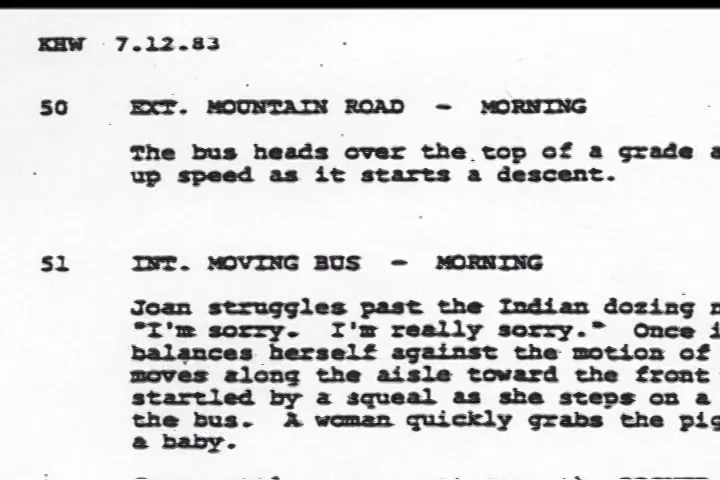 KHW 7.12.83
50 EXT. MOUNTAIN ROAD - MORNING
The bus heads over the top of a grade a
up speed as it starts a descent.
51 INT. MOVING BUS - MORNING
Joan struggles past the Indian dozing n
"I'm sorry. I'm really sorry." Once i
balances herself against the motion of
moves along the aisle toward the front
startled by a squeal as she steps on a
the bus. A woman quickly grabs the pig
a baby.